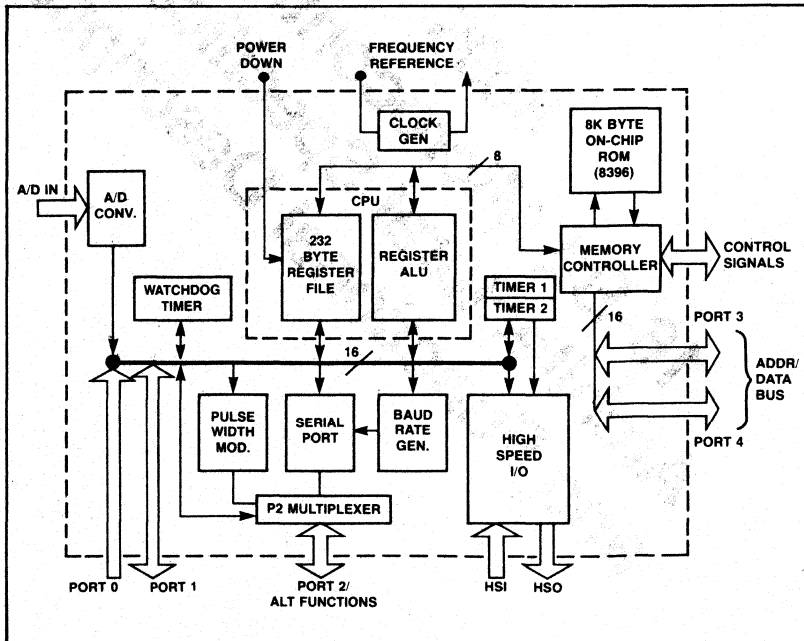 POWER
DOWN
FREQUENCY
REFERENCE
CLOCK
GEN
8K BYTE
ON-CHIP
ROM
(8396)
8
A/D IN
A/D
CONV.
CPU
232
BYTE
REGISTER
FILE
REGISTER
ALU
MEMORY
CONTROLLER
CONTROL
SIGNALS
WATCHDOG
TIMER
TIMER 1
TIMER 2
16
PORT 3
16
ADDR/
DATA
BUS
PORT 4
PULSE
WIDTH
MOD.
SERIAL
PORT
BAUD
RATE
GEN.
HIGH
SPEED
I/O
P2 MULTIPLEXER
PORT 0
PORT 1
PORT 2/
ALT FUNCTIONS
HSI
HSO